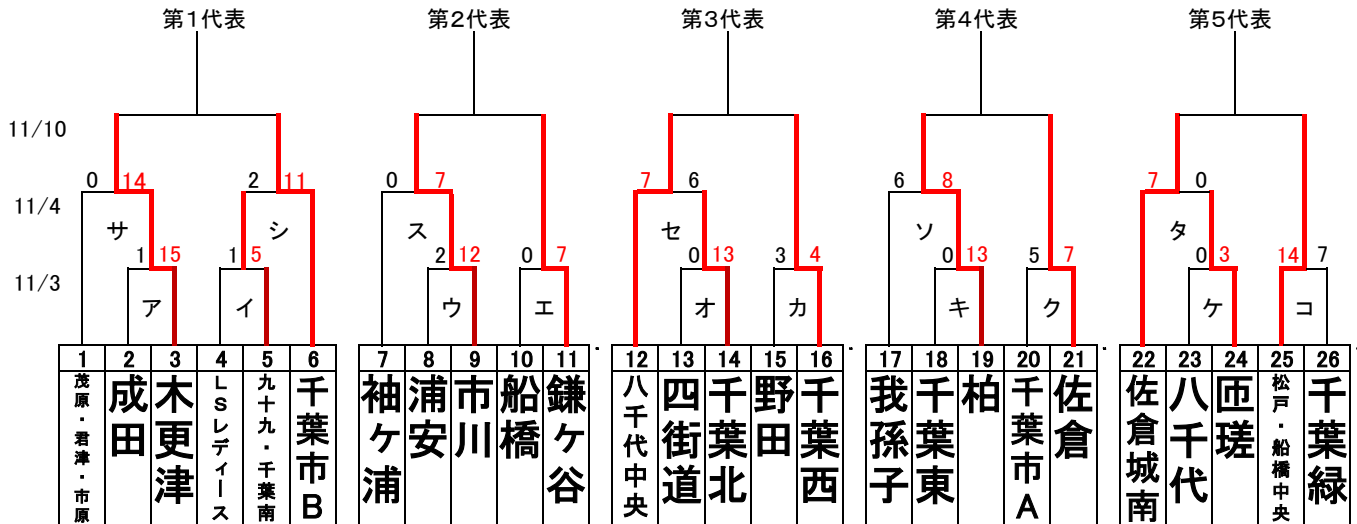 第1代表 第2代表 第3代表 第4代表 第5代表
11/10
0 14 2 11 0 7 7 6 6 8 7 0
11/4
サ シ ス セ ソ タ
1 15 1 5 2 12 0 7 0 13 3 4 0 13 5 7 0 3 14 7
11/3
ア イ ウ エ オ カ キ ク ケ コ
1 2 3 4 5 6 7 8 9 10 11 12 13 14 15 16 17 18 19 20 21 22 23 24 25 26
茂原・君津・市原
成田
木更津
LSレディース
九十九・千葉南
千葉市B
袖ヶ浦
浦安
市川
船橋
鎌ヶ谷
八千代中央
四街道
千葉北
野田
千葉西
我孫子
千葉東
柏
千葉市A
佐倉
佐倉城南
八千代
匝瑳
松戸・船橋中央
千葉緑